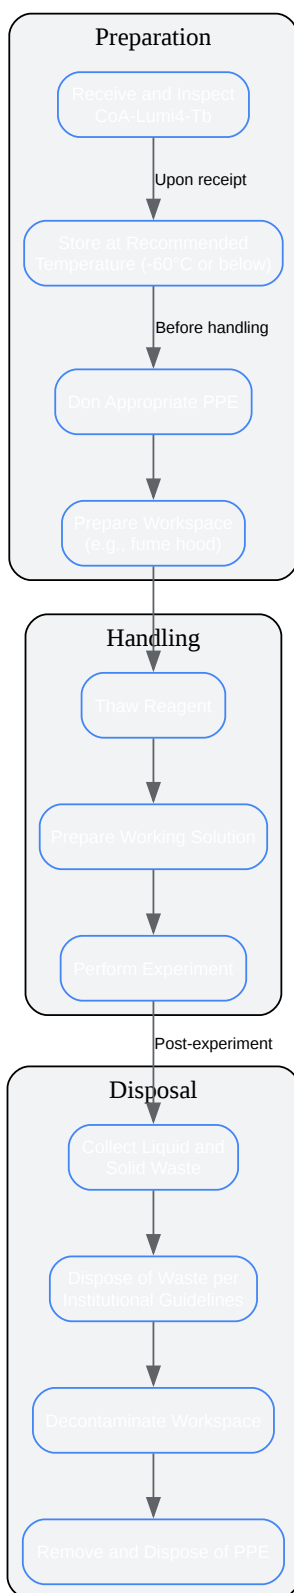 Preparation
Receive and Inspect
CoA-Lumi4-Tb
Upon receipt
Store at Recommended
Temperature (-60°C or below)
Before handling
Don Appropriate PPE
Prepare Workspace
(e.g., fume hood)
Handling
Thaw Reagent
Prepare Working Solution
Perform Experiment
Post-experiment
Disposal
Collect Liquid and
Solid Waste
Dispose of Waste per
Institutional Guidelines
Decontaminate Workspace
Remove and Dispose of PPE